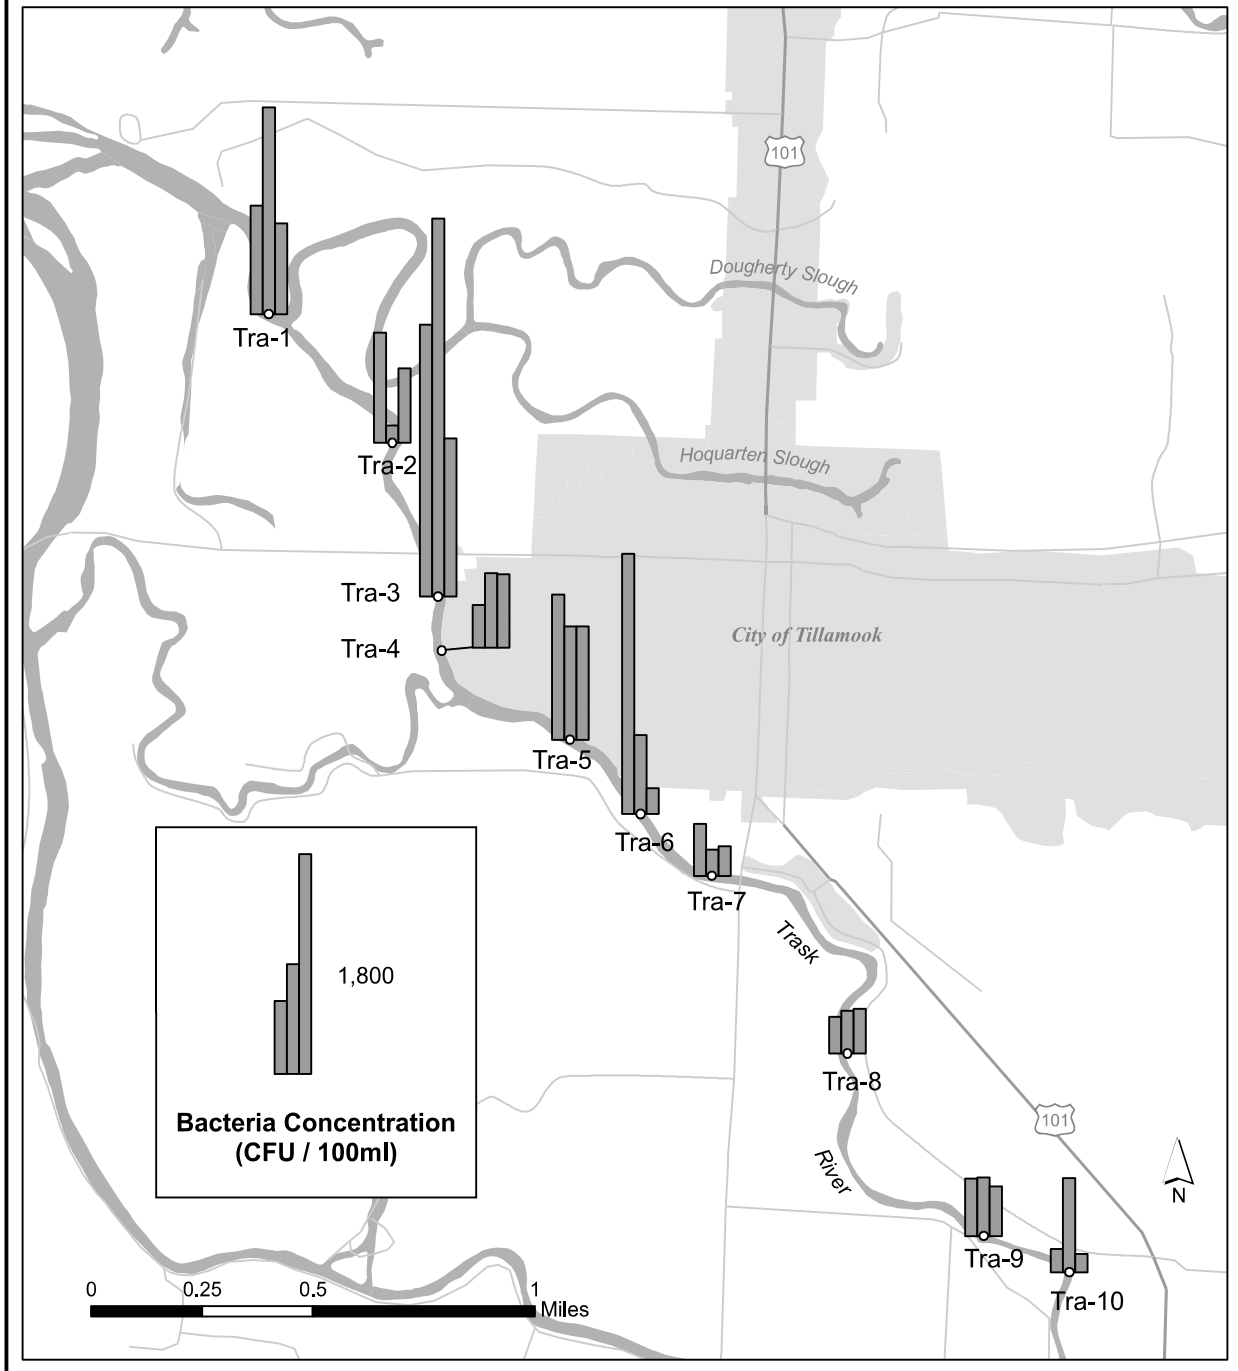 101
Dougherty Slough
Tra-1
Hoquarten Slough
Tra-2
Tra-3
City of Tillamook
Tra-4
Tra-5
Tra-6
Tra-7
Trask
River
1,800
Tra-8
Bacteria Concentration
(CFU / 100ml)
101
N
Tra-9
Tra-10
0 0.25 0.5 1
Miles